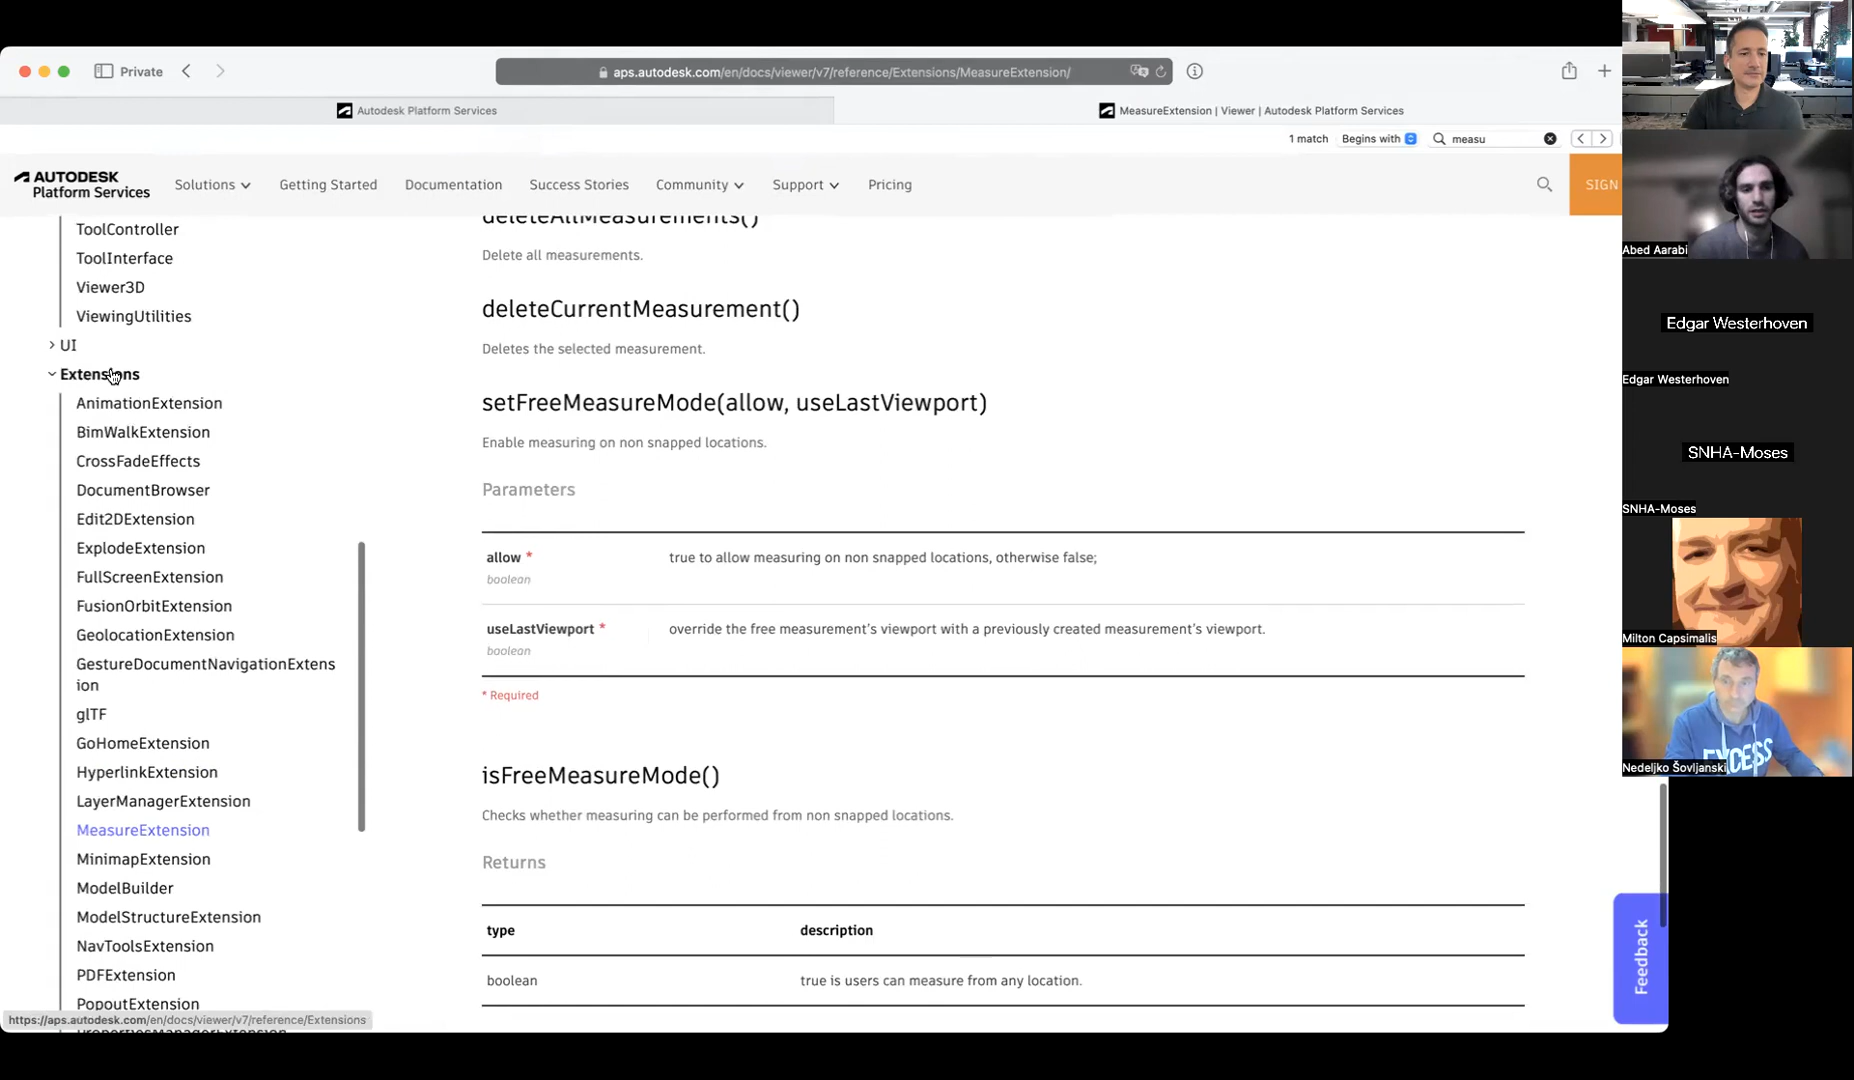 Private
aps.autodesk.com/en/docs/viewer/v7/reference/Extensions/MeasureExtension/
Autodesk Platform Services
MeasureExtension | Viewer | Autodesk Platform Services
1 match
Begins with
measu
AUTODESK
Platform Services
Solutions
Getting Started
Documentation
Success Stories
Community
Support
Pricing
SIGN
ToolController
ToolInterface
Viewer3D
ViewingUtilities
UI
Extensions
AnimationExtension
BimWalkExtension
CrossFadeEffects
DocumentBrowser
Edit2DExtension
ExplodeExtension
FullScreenExtension
FusionOrbitExtension
GeolocationExtension
GestureDocumentNavigationExtens
ion
glTF
GoHomeExtension
HyperlinkExtension
LayerManagerExtension
MeasureExtension
MinimapExtension
ModelBuilder
ModelStructureExtension
NavToolsExtension
PDFExtension
PopoutExtension
PropertiesManagerExtension
https://aps.autodesk.com/en/docs/viewer/v7/reference/Extensions
deleteAllMeasurements()
Delete all measurements.
deleteCurrentMeasurement()
Deletes the selected measurement.
setFreeMeasureMode(allow, useLastViewport)
Enable measuring on non snapped locations.
Parameters
allow * true to allow measuring on non snapped locations, otherwise false;
boolean
useLastViewport * override the free measurement’s viewport with a previously created measurement’s viewport.
boolean
* Required
isFreeMeasureMode()
Checks whether measuring can be performed from non snapped locations.
Returns
type description
boolean true is users can measure from any location.
Feedback
Abed Aarabi
Edgar Westerhoven
Edgar Westerhoven
SNHA-Moses
SNHA-Moses
Milton Capsimalis
EXCESS
Nedeljko Šovljanski